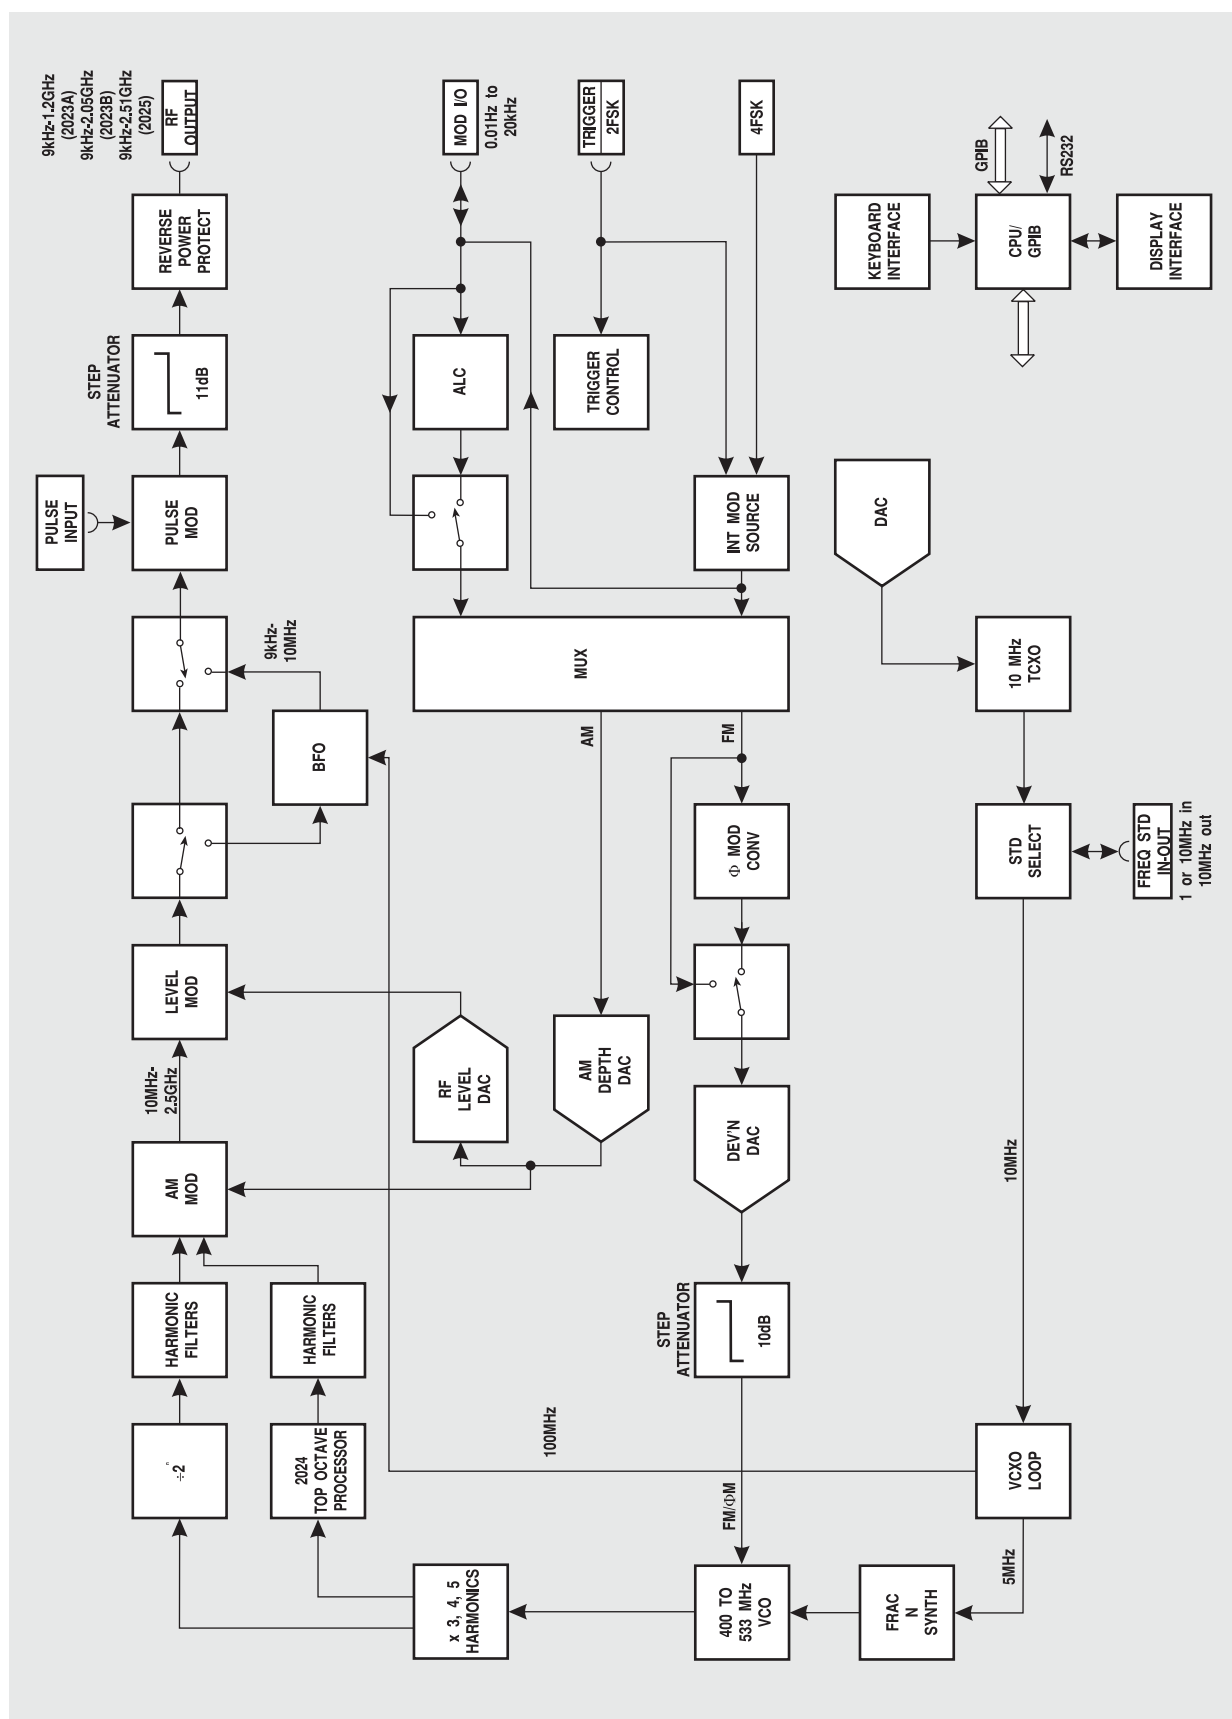 ÷2ⁿ
HARMONIC
FILTERS
AM
MOD
10MHz-
2.5GHz
LEVEL
MOD
PULSE
INPUT
PULSE
MOD
STEP
ATTENUATOR
11dB
REVERSE
POWER
PROTECT
9kHz-1.2GHz
(2023A)
9kHz-2.05GHz
(2023B)
9kHz-2.51GHz
(2025)
RF
OUTPUT
2024
TOP OCTAVE
PROCESSOR
HARMONIC
FILTERS
BFO
9kHz-
10MHz
x 3, 4, 5
HARMONICS
100MHz
RF
LEVEL
DAC
ALC
MOD I/O
0.01Hz to
20kHz
AM
DEPTH
DAC
AM
MUX
TRIGGER
CONTROL
TRIGGER
2FSK
400 TO
533 MHz
VCO
FM/ΦM
STEP
ATTENUATOR
10dB
DEV'N
DAC
Φ MOD
CONV
FM
INT MOD
SOURCE
4FSK
FRAC
N
SYNTH
5MHz
VCXO
LOOP
10MHz
STD
SELECT
10 MHz
TCXO
DAC
FREQ STD
IN-OUT
1 or 10MHz in
10MHz out
KEYBOARD
INTERFACE
CPU/
GPIB
GPIB
RS232
DISPLAY
INTERFACE